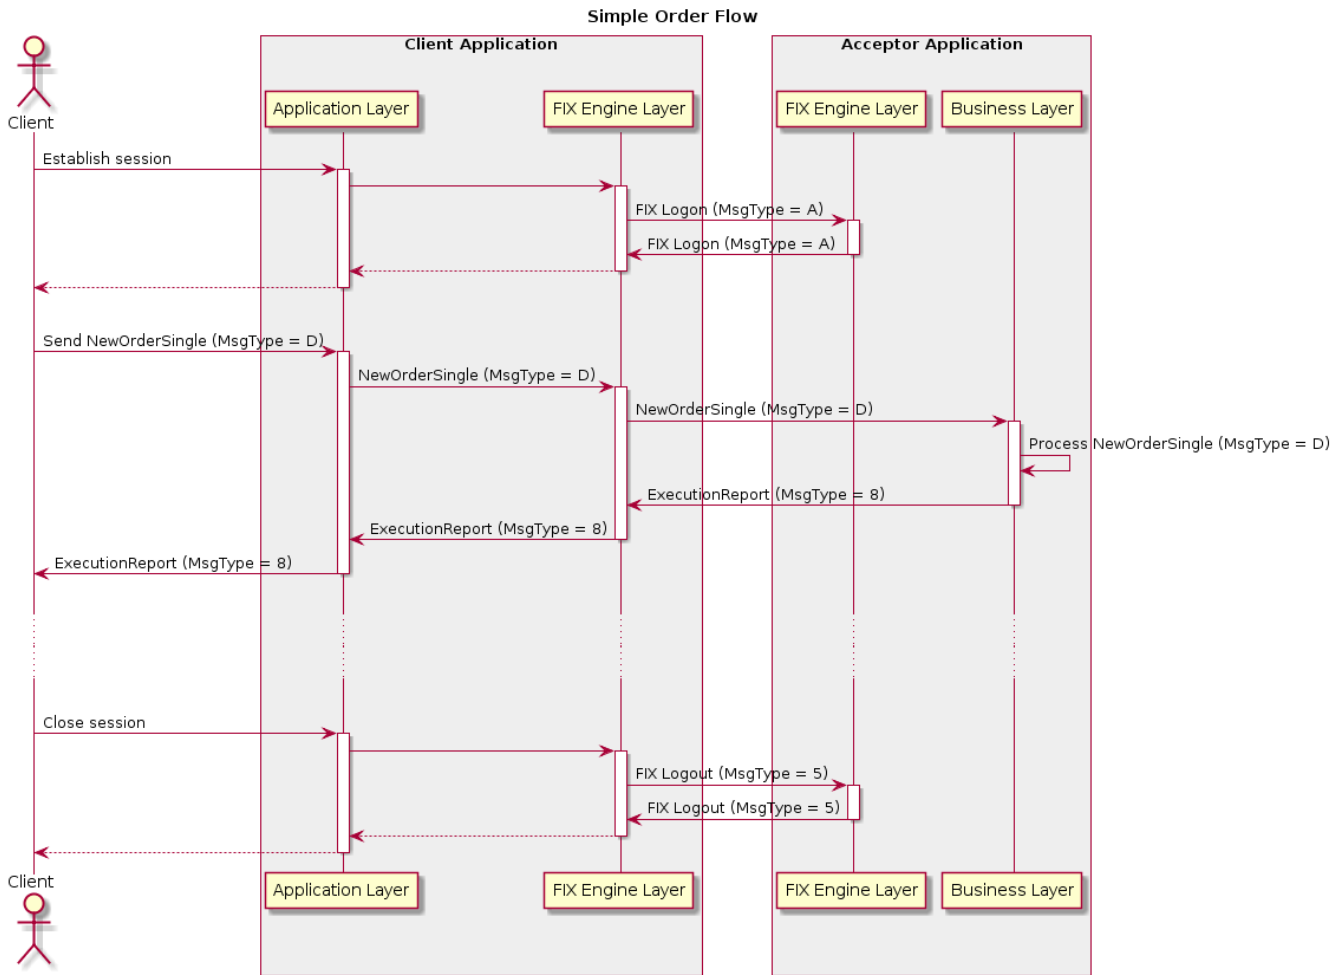 Simple Order Flow
Client Application
Acceptor Application
Client
Application Layer
FIX Engine Layer
FIX Engine Layer
Business Layer
Establish session
FIX Logon (MsgType = A)
FIX Logon (MsgType = A)
Send NewOrderSingle (MsgType = D)
NewOrderSingle (MsgType = D)
NewOrderSingle (MsgType = D)
Process NewOrderSingle (MsgType = D)
ExecutionReport (MsgType = 8)
ExecutionReport (MsgType = 8)
ExecutionReport (MsgType = 8)
Close session
FIX Logout (MsgType = 5)
FIX Logout (MsgType = 5)
Client
Application Layer
FIX Engine Layer
FIX Engine Layer
Business Layer